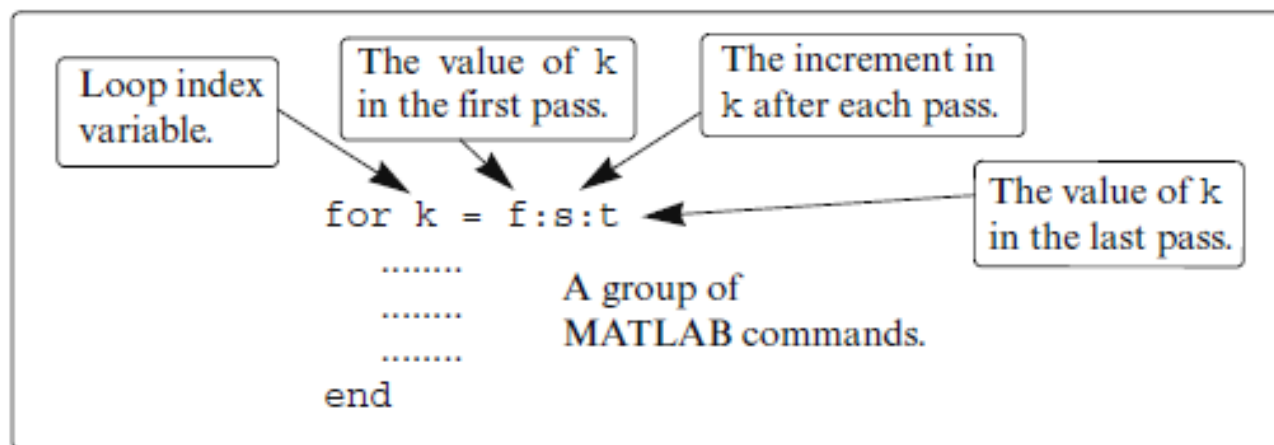 Loop index
variable.
The value of k
in the first pass.
The increment in
k after each pass.
The value of k
in the last pass.
for k = f:s:t
........
........
........
A group of
MATLAB commands.
end